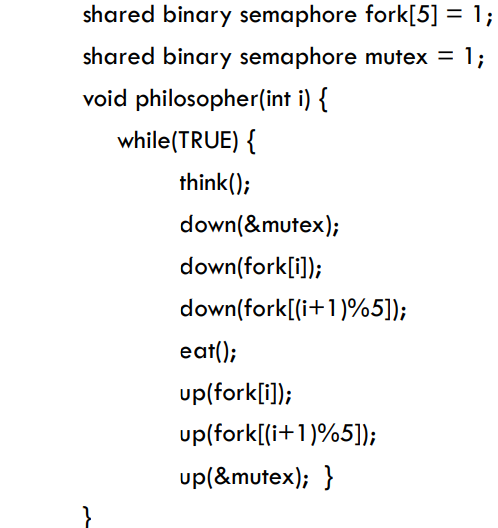 shared binary semaphore fork[5] = 1;
shared binary semaphore mutex = 1;
void philosopher(int i) {
while(TRUE) {
think();
down(&mutex);
down(fork[i]);
down(fork[(i+1)%5]);
eat();
up(fork[i]);
up(fork[(i+1)%5]);
up(&mutex); }
}